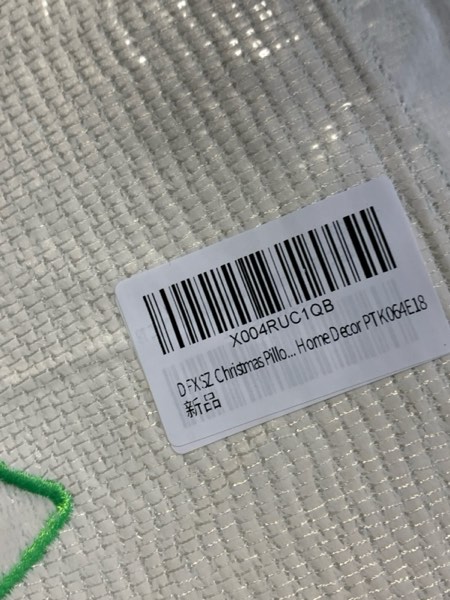 X004RUC1QB
DFXSZ Christmas Pillo... Home Decor PTK064E18
新品